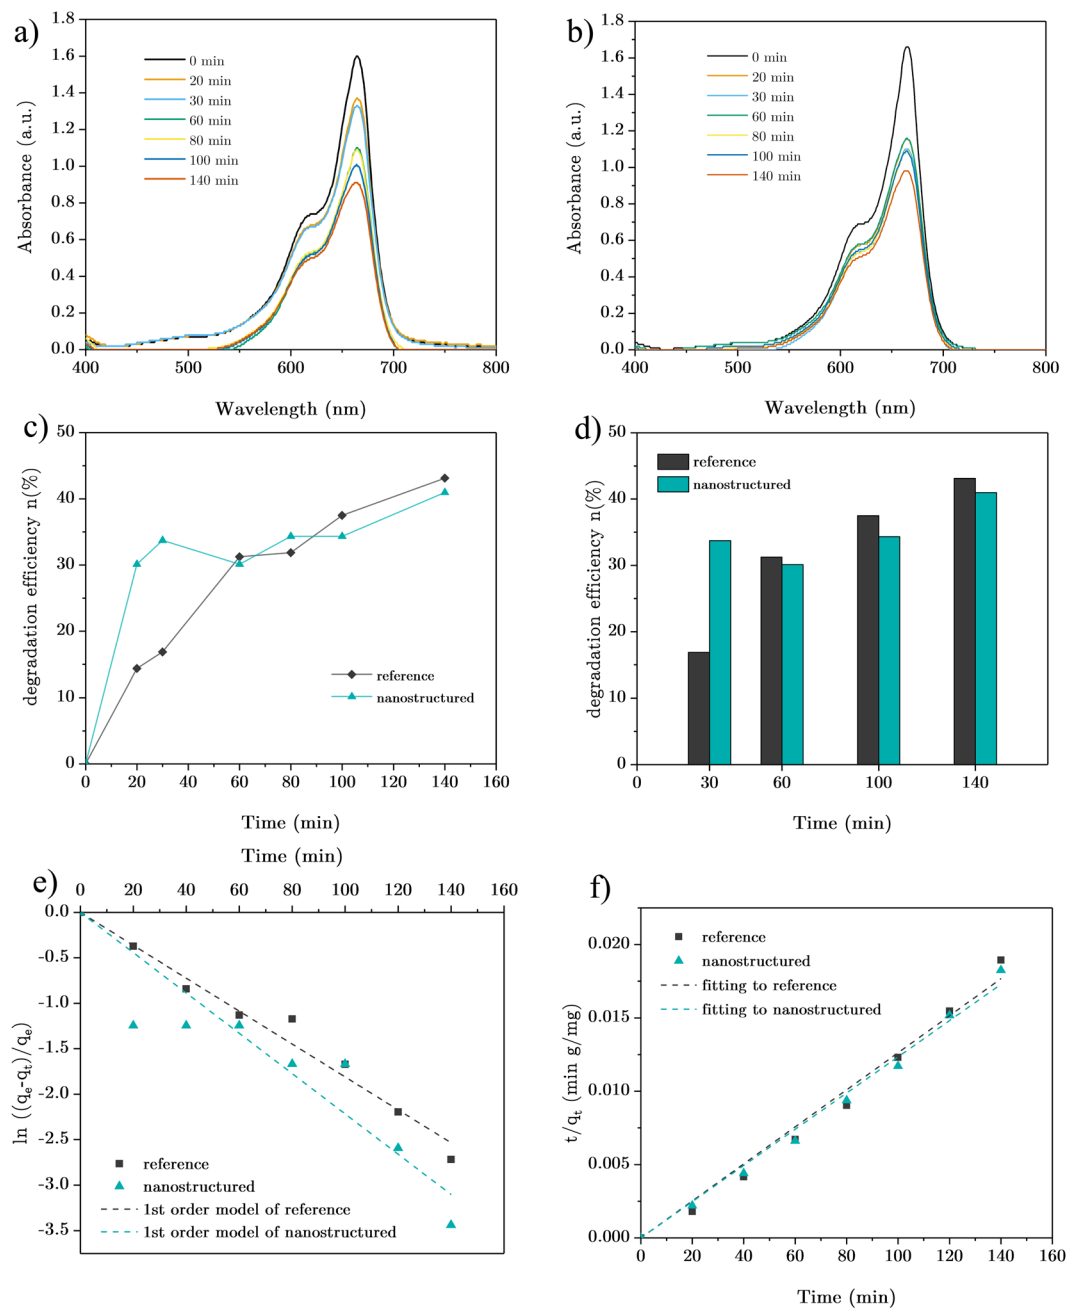 a)
1.8
1.6
1.4
1.2
1.0
0.8
0.6
0.4
0.2
0.0
Absorbance (a.u.)
0 min
20 min
30 min
60 min
80 min
100 min
140 min
400 500 600 700 800
Wavelength (nm)
b)
1.8
1.6
1.4
1.2
1.0
0.8
0.6
0.4
0.2
0.0
Absorbance (a.u.)
0 min
20 min
30 min
60 min
80 min
100 min
140 min
400 500 600 700 800
Wavelength (nm)
c)
50
40
30
20
10
0
degradation efficiency n(%)
reference
nanostructured
0 20 40 60 80 100 120 140 160
Time (min)
d)
50
40
30
20
10
0
degradation efficiency n(%)
reference
nanostructured
0 30 60 100 140
Time (min)
e)
Time (min)
0 20 40 60 80 100 120 140 160
0.0
-0.5
-1.0
-1.5
-2.0
-2.5
-3.0
-3.5
ln ((qe-qt)/qe)
reference
nanostructured
1st order model of reference
1st order model of nanostructured
f)
0.020
0.015
0.010
0.005
0.000
t/qt (min g/mg)
reference
nanostructured
fitting to reference
fitting to nanostructured
0 20 40 60 80 100 120 140 160
Time (min)